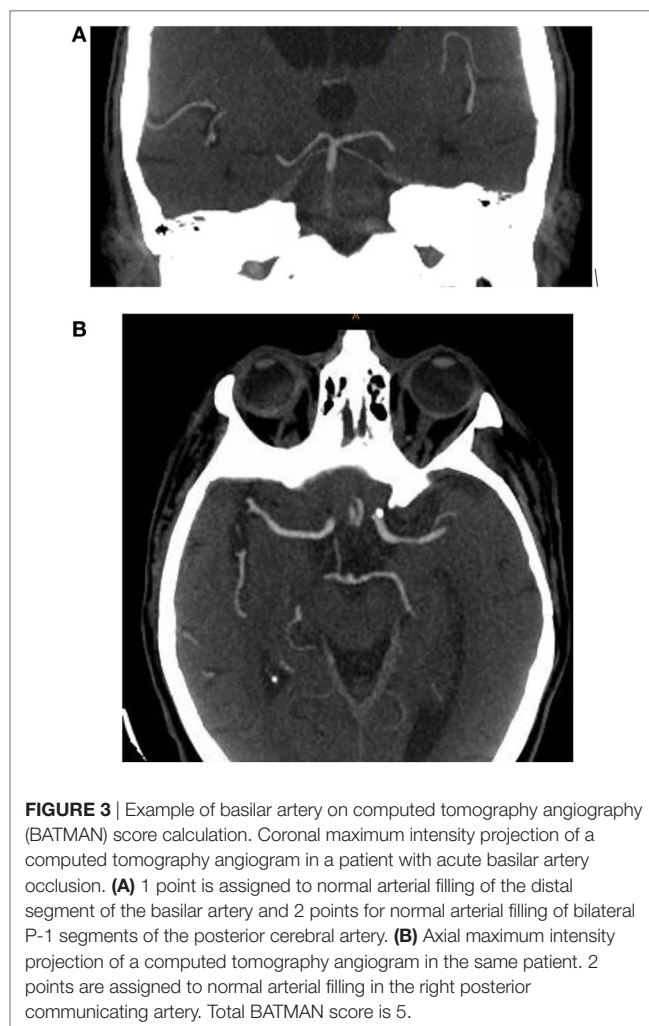 A
B
FIGURE 3 | Example of basilar artery on computed tomography angiography
(BATMAN) score calculation. Coronal maximum intensity projection of a
computed tomography angiogram in a patient with acute basilar artery
occlusion. (A) 1 point is assigned to normal arterial filling of the distal
segment of the basilar artery and 2 points for normal arterial filling of bilateral
P-1 segments of the posterior cerebral artery. (B) Axial maximum intensity
projection of a computed tomography angiogram in the same patient. 2
points are assigned to normal arterial filling in the right posterior
communicating artery. Total BATMAN score is 5.